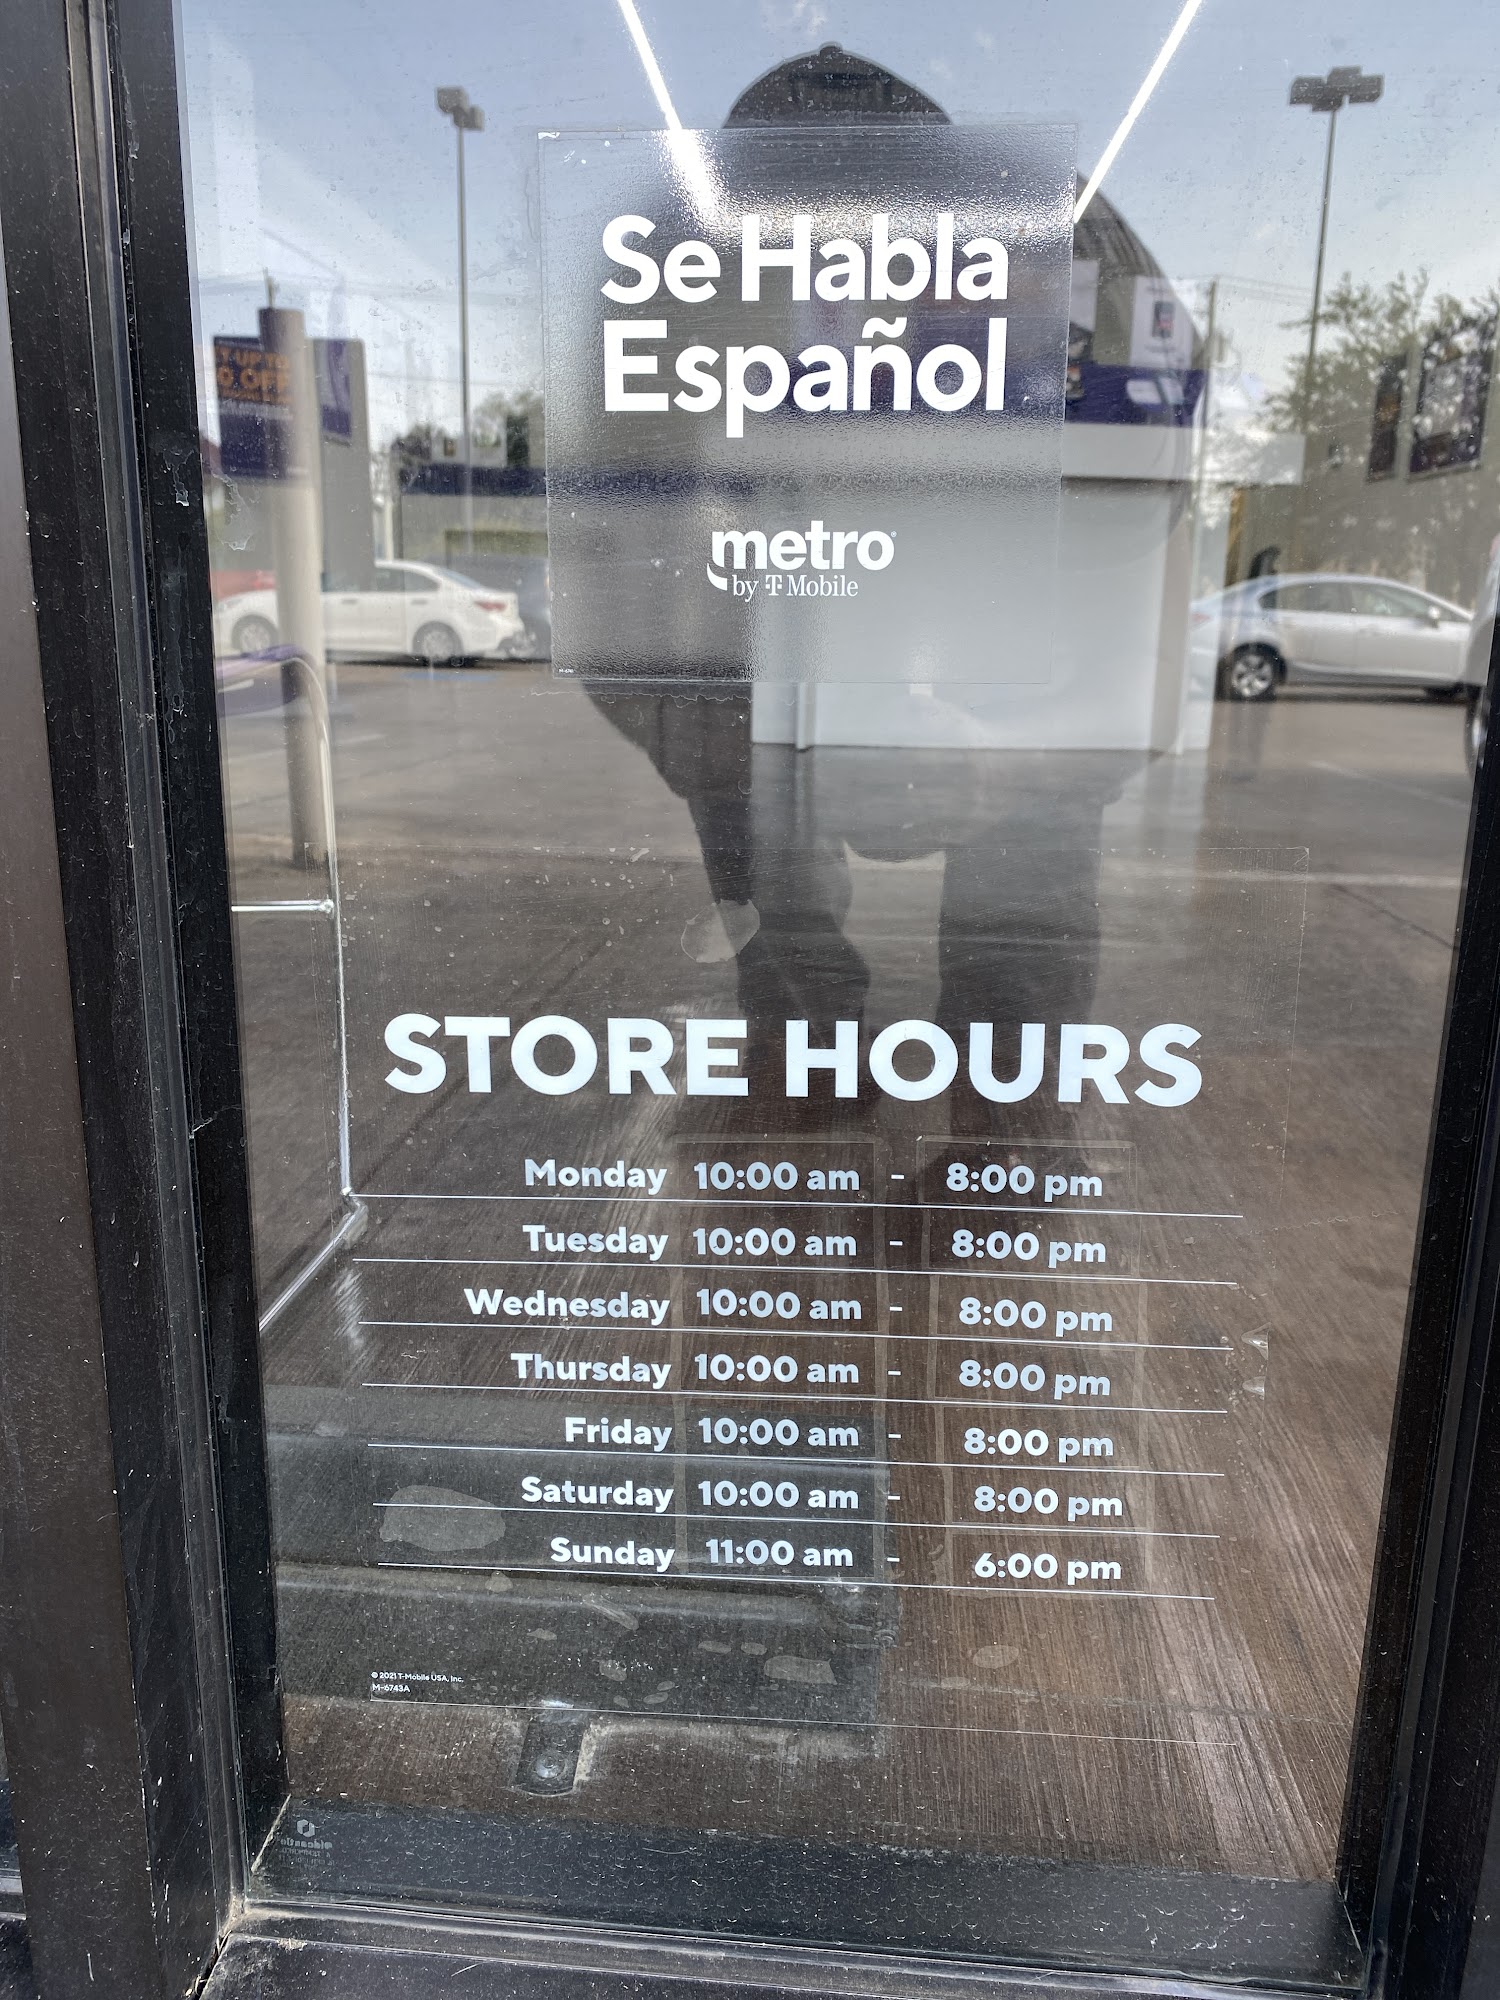 Se Habla
Español
metro
by T Mobile
STORE HOURS
Monday 10:00 am - 8:00 pm
Tuesday 10:00 am - 8:00 pm
Wednesday 10:00 am - 8:00 pm
Thursday 10:00 am - 8:00 pm
Friday 10:00 am - 8:00 pm
Saturday 10:00 am - 8:00 pm
Sunday 11:00 am - 6:00 pm
© 2021 T-Mobile USA, Inc.
M-6743A